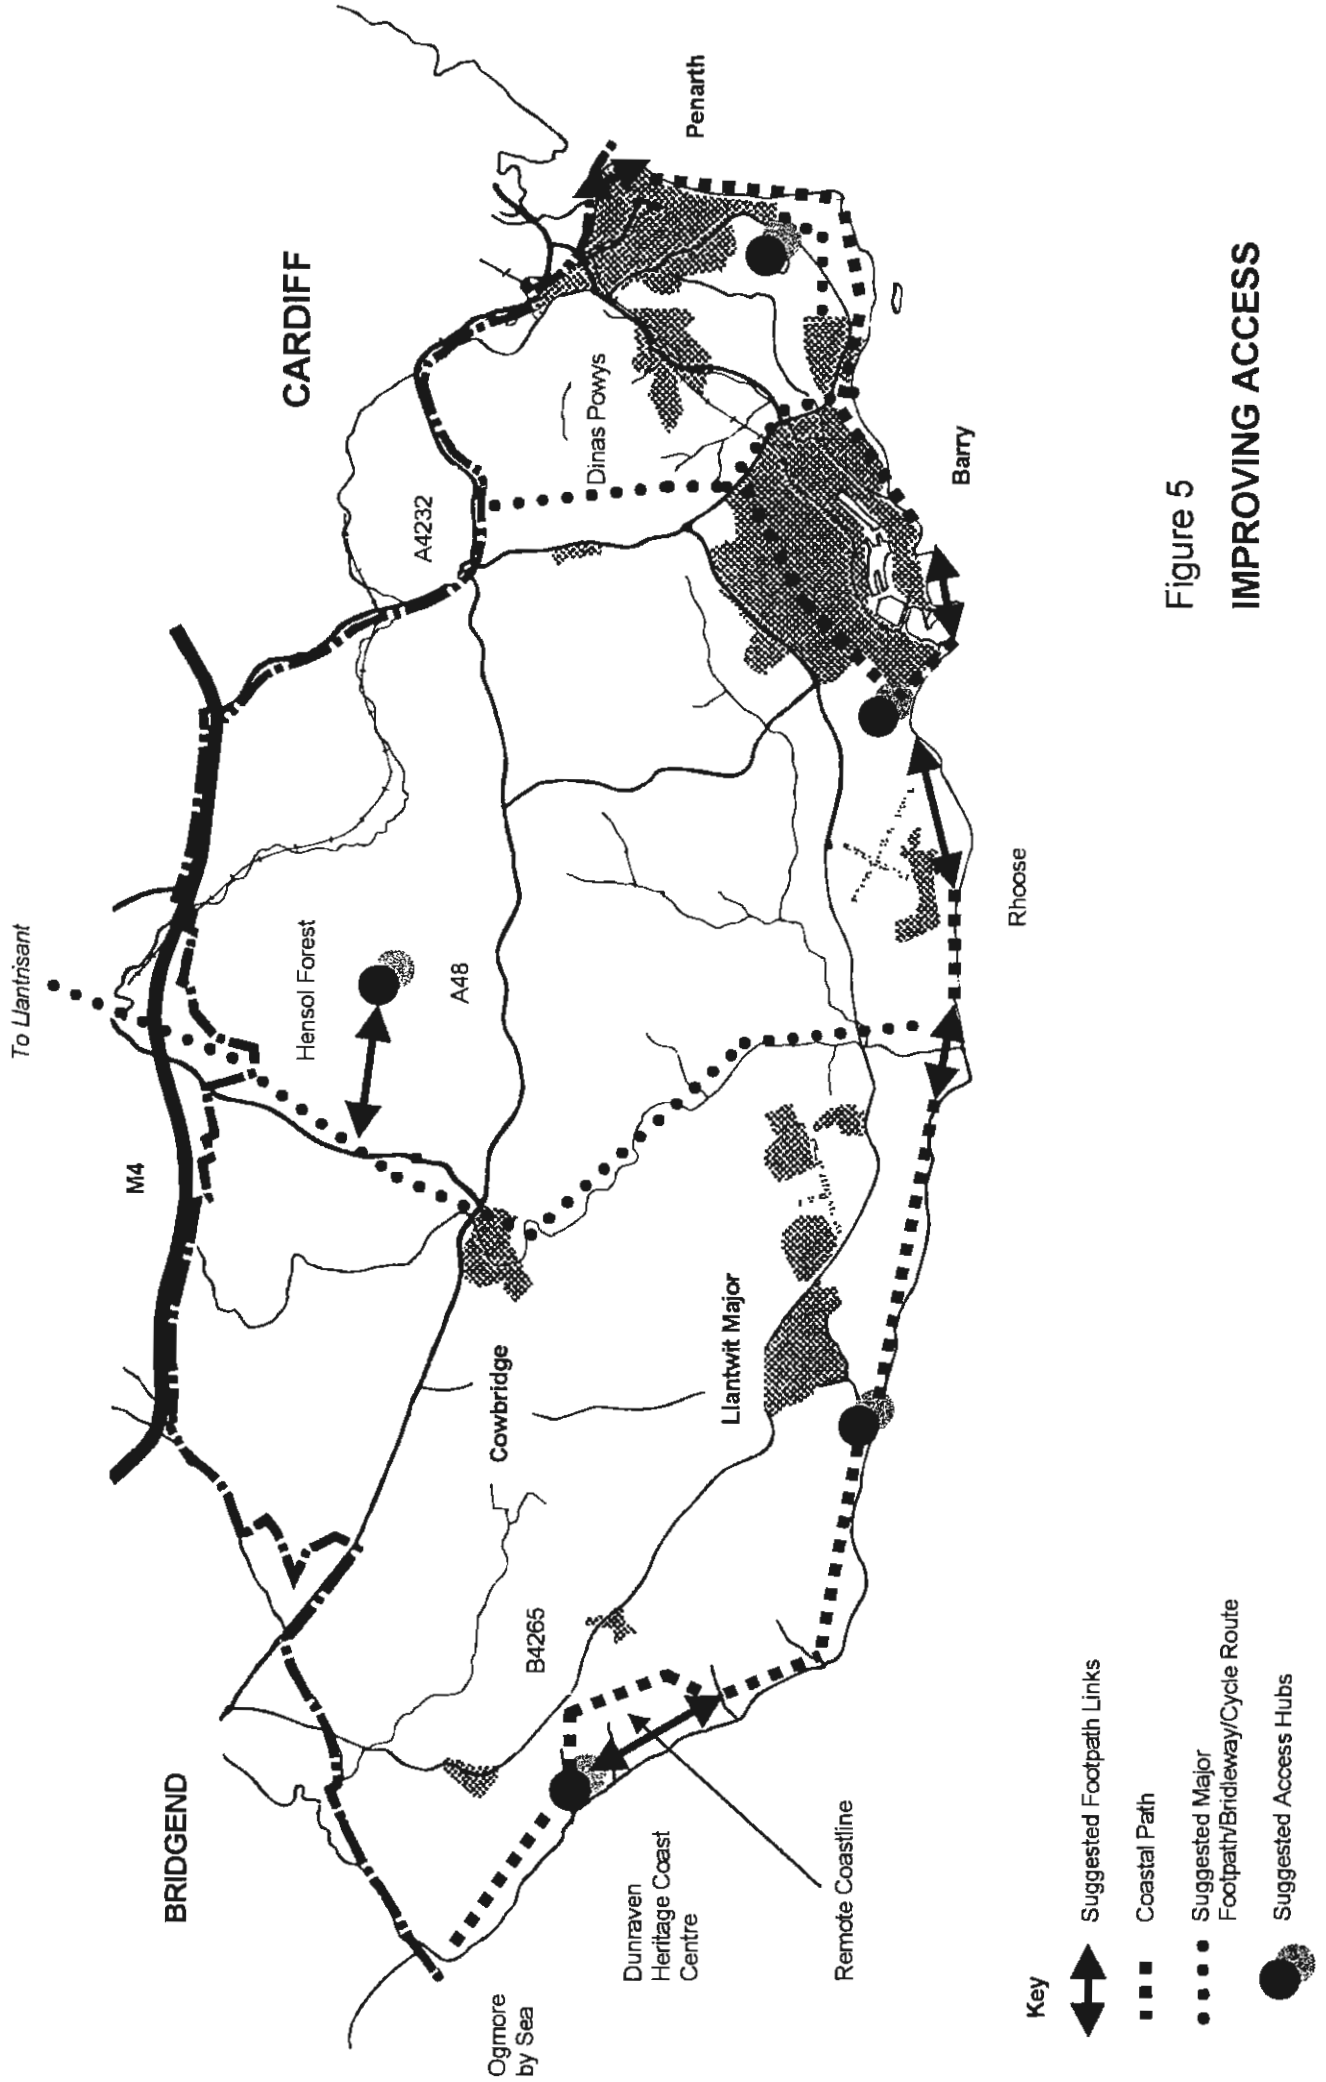 To Llantrisant
M4
BRIDGEND
CARDIFF
Hensol Forest
A4232
A48
Penarth
Dinas Powys
Cowbridge
B4265
Ogmore
by Sea
Dunraven
Heritage Coast
Centre
Llantwit Major
Remote Coastline
Barry
Rhoose
Key
Suggested Footpath Links
Coastal Path
Suggested Major
Footpath/Bridleway/Cycle Route
Suggested Access Hubs
Figure 5
IMPROVING ACCESS